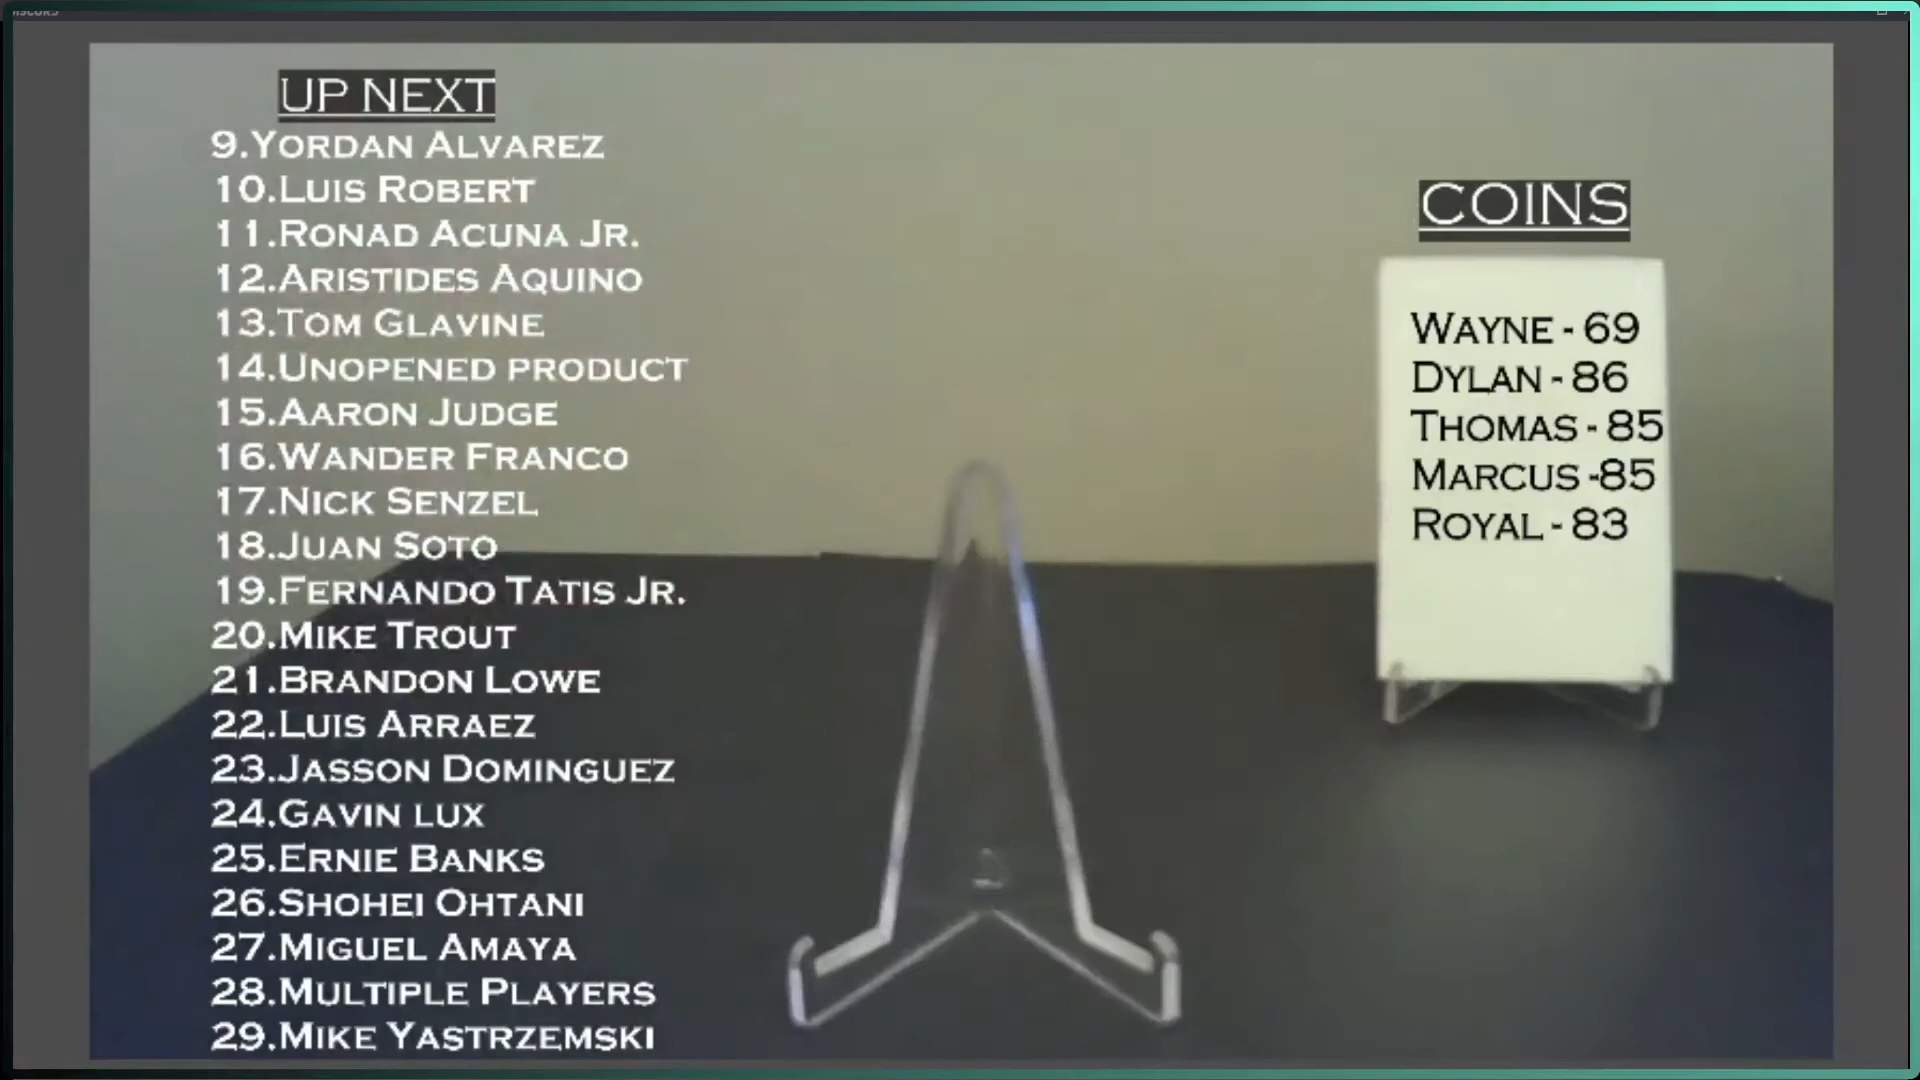 UP NEXT
9.YORDAN ALVAREZ
10.LUIS ROBERT
11.RONAD ACUNA JR.
12.ARISTIDES AQUINO
13.TOM GLAVINE
14.UNOPENED PRODUCT
15.AARON JUDGE
16.WANDER FRANCO
17.NICK SENZEL
18.JUAN SOTO
19.FERNANDO TATIS JR.
20.MIKE TROUT
21.BRANDON LOWE
22.LUIS ARRAEZ
23.JASSON DOMINGUEZ
24.GAVIN LUX
25.ERNIE BANKS
26.SHOHEI OHTANI
27.MIGUEL AMAYA
28.MULTIPLE PLAYERS
29.MIKE YASTRZEMSKI
COINS
WAYNE - 69
DYLAN - 86
THOMAS - 85
MARCUS -85
ROYAL - 83